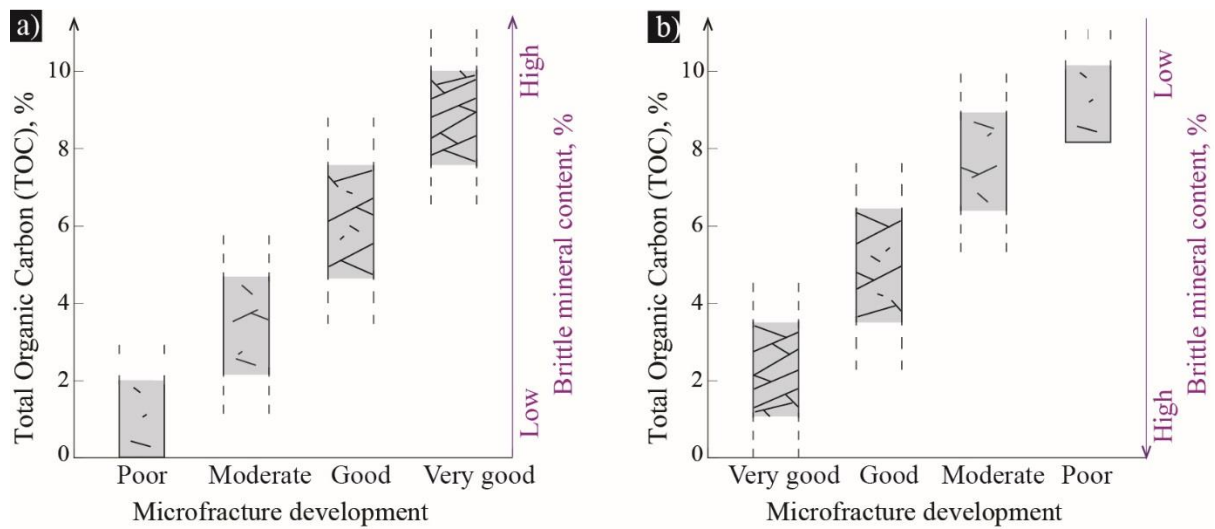 a)
Total Organic Carbon (TOC), %
10
8
6
4
2
0
Poor Moderate Good Very good
Microfracture development
High
Brittle mineral content, %
Low
b)
Total Organic Carbon (TOC), %
10
8
6
4
2
0
Very good Good Moderate Poor
Microfracture development
Low
Brittle mineral content, %
High